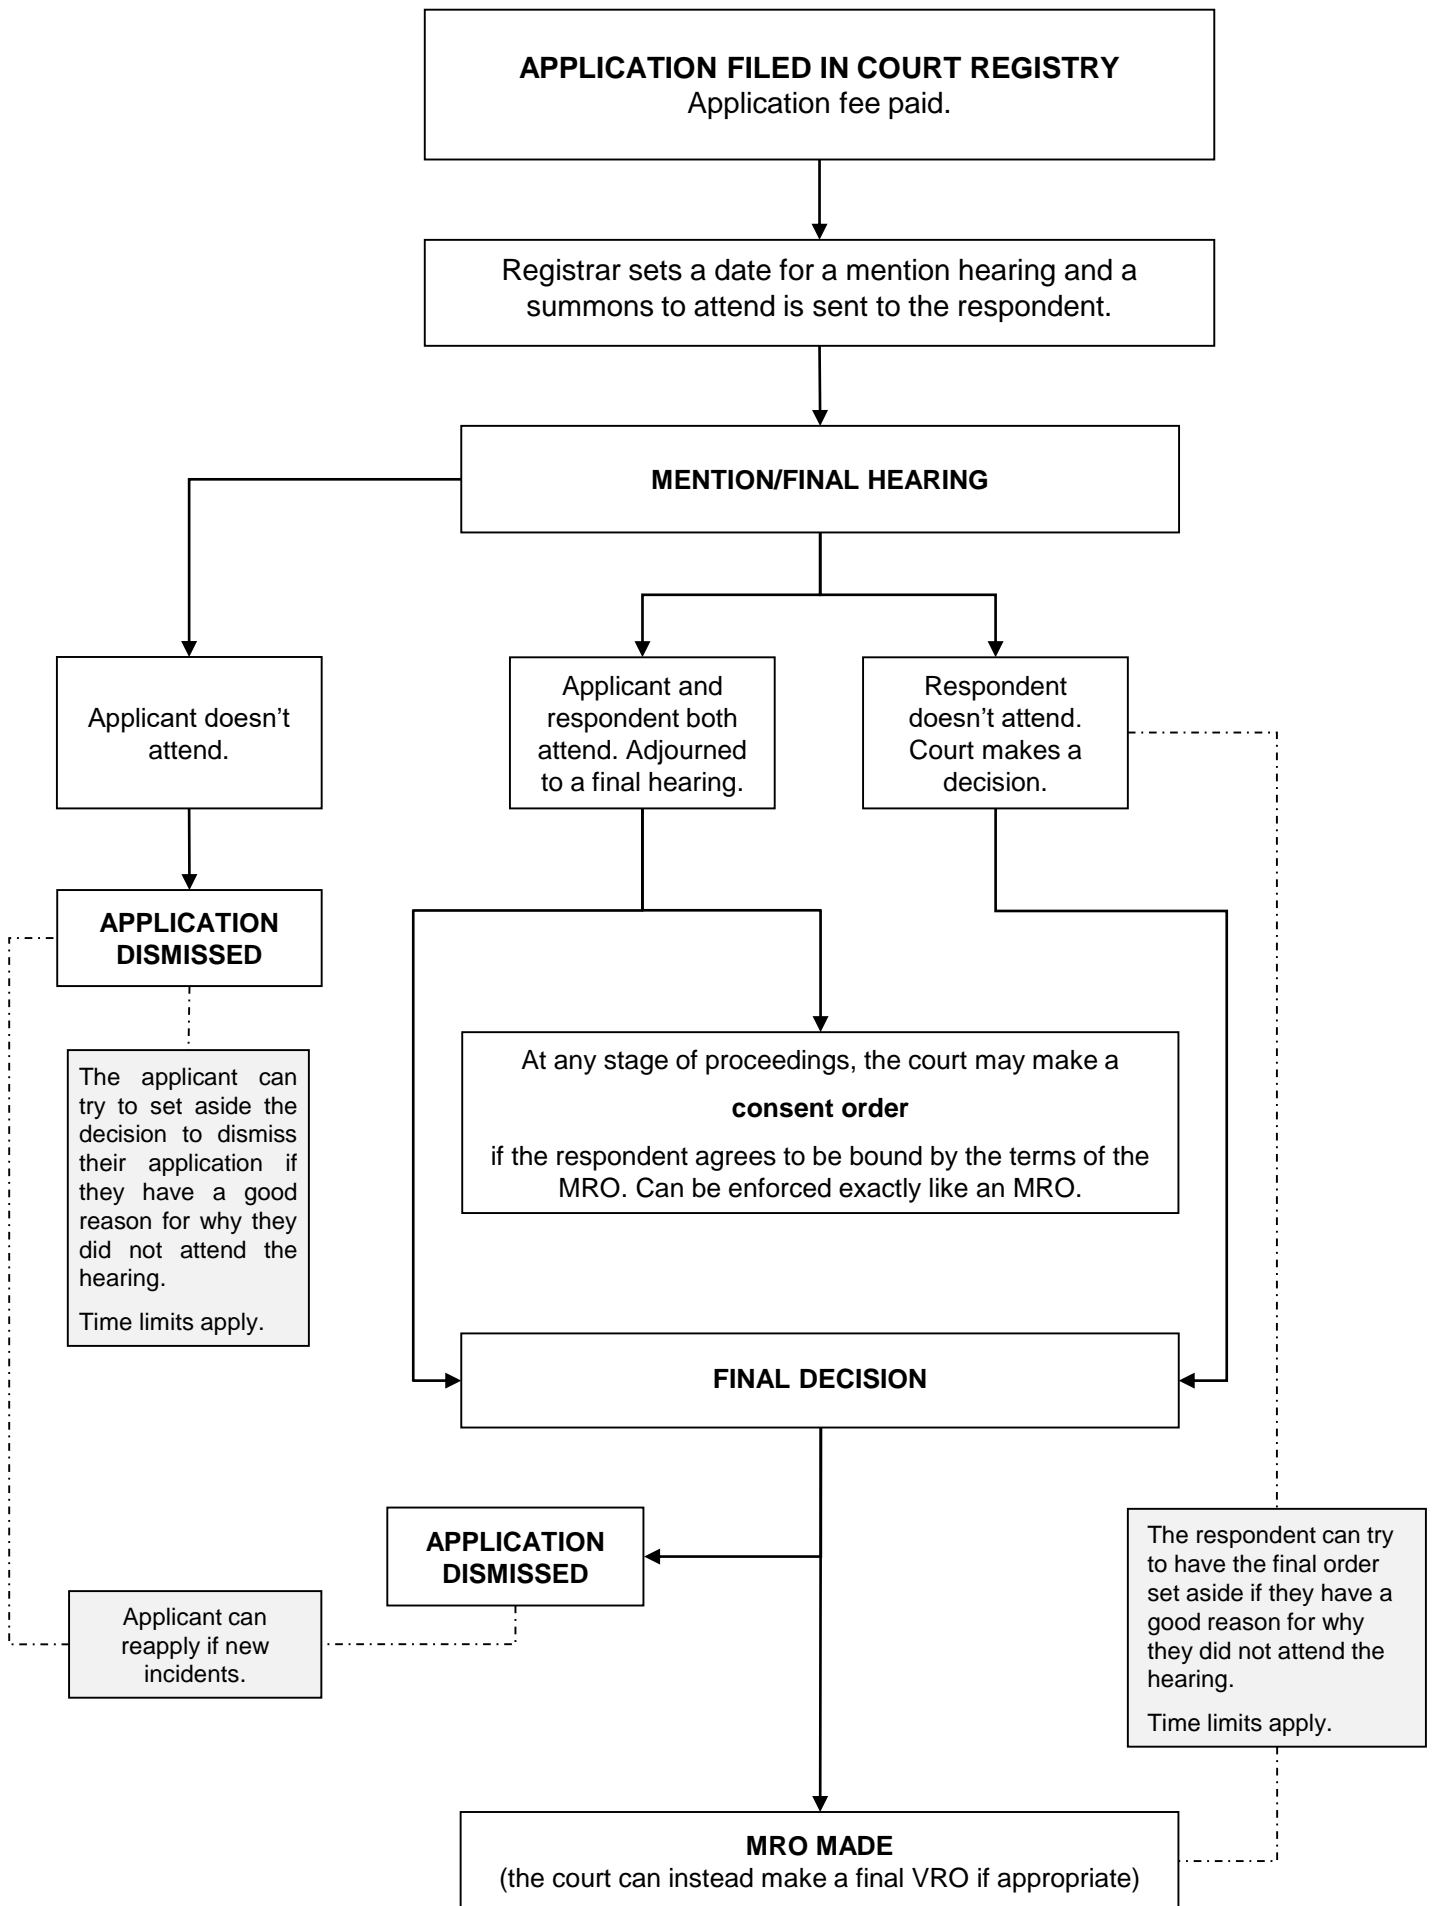 APPLICATION FILED IN COURT REGISTRY
Application fee paid.
Registrar sets a date for a mention hearing and a
summons to attend is sent to the respondent.
MENTION/FINAL HEARING
Applicant doesn’t
attend.
Applicant and
respondent both
attend. Adjourned
to a final hearing.
Respondent
doesn’t attend.
Court makes a
decision.
APPLICATION
DISMISSED
The applicant can
try to set aside the
decision to dismiss
their application if
they have a good
reason for why they
did not attend the
hearing.
Time limits apply.
At any stage of proceedings, the court may make a
consent order
if the respondent agrees to be bound by the terms of the
MRO. Can be enforced exactly like an MRO.
FINAL DECISION
APPLICATION
DISMISSED
Applicant can
reapply if new
incidents.
The respondent can try
to have the final order
set aside if they have a
good reason for why
they did not attend the
hearing.
Time limits apply.
MRO MADE
(the court can instead make a final VRO if appropriate)